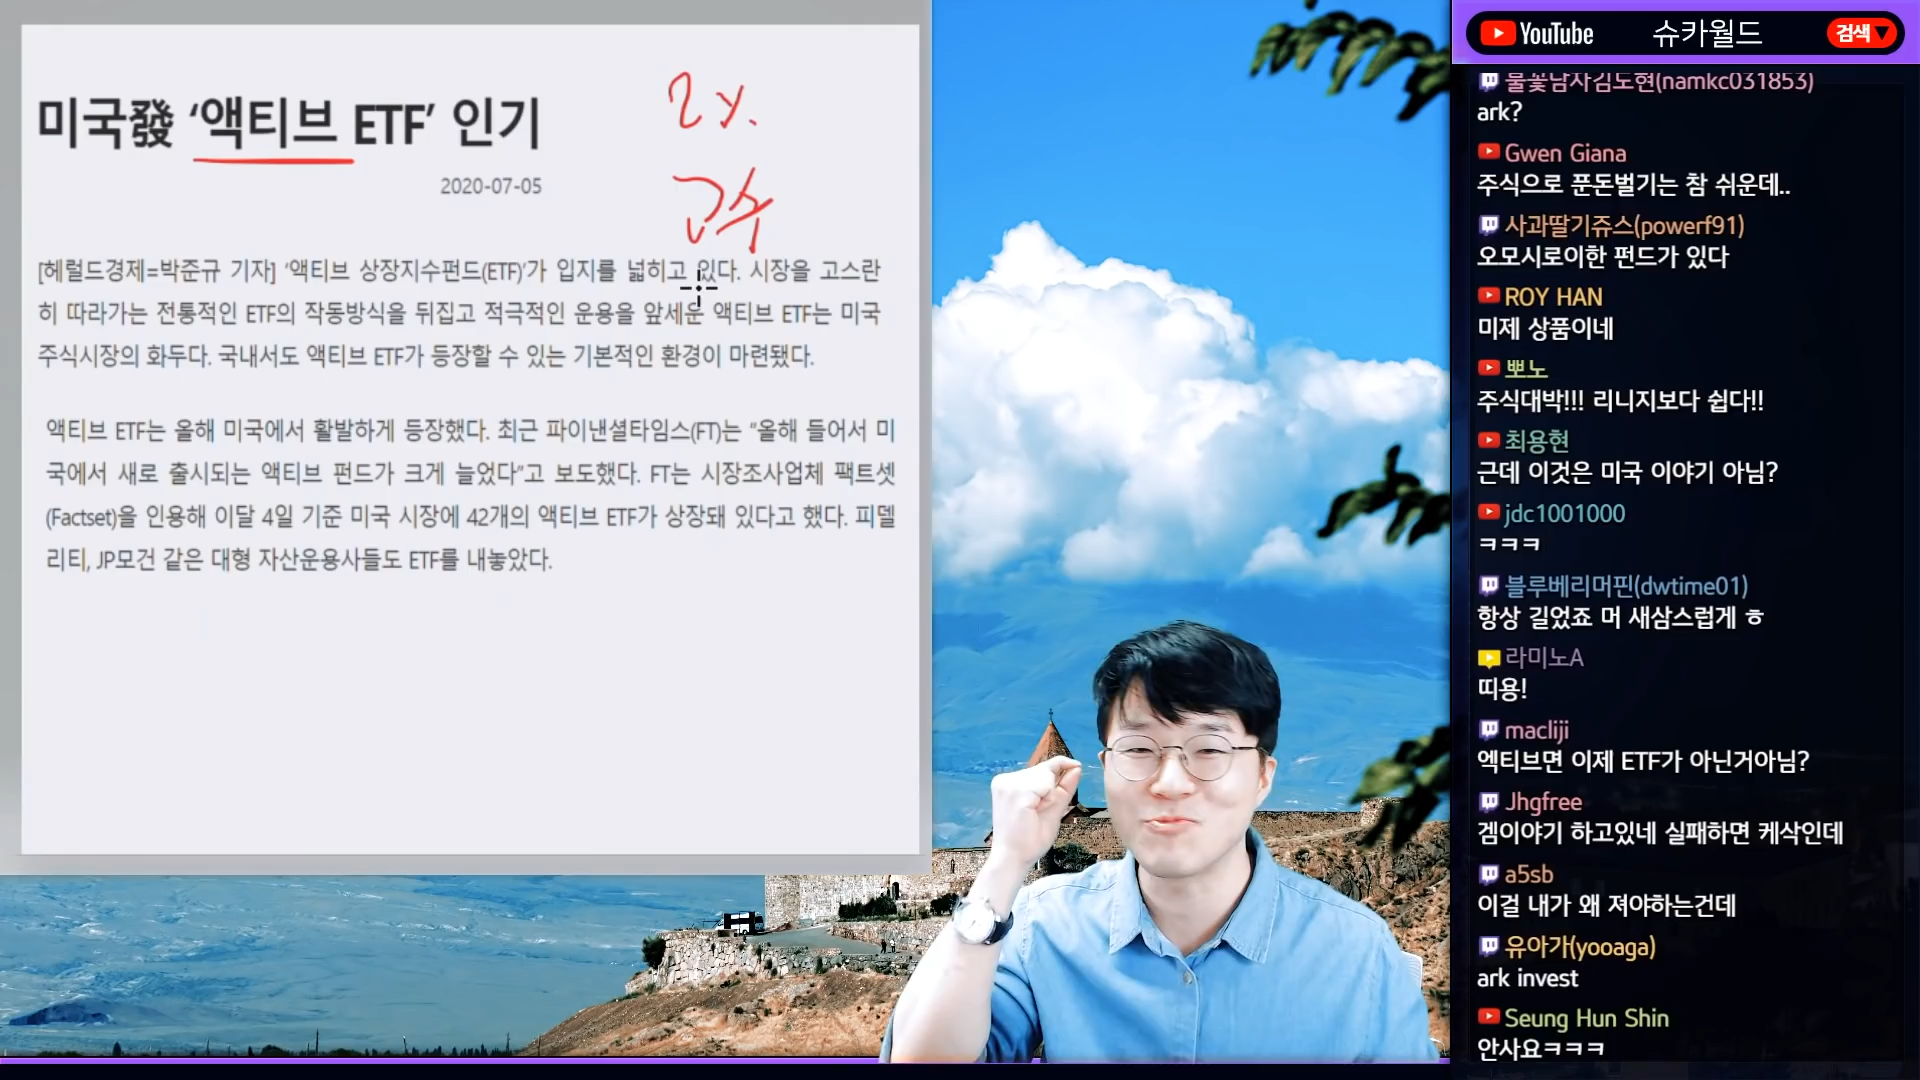 미국發 ‘액티브 ETF’ 인기
2020-07-05
2%
고수
[헤럴드경제=박준규 기자] ‘액티브 상장지수펀드(ETF)’가 입지를 넓히고 있다. 시장을 고스란
히 따라가는 전통적인 ETF의 작동방식을 뒤집고 적극적인 운용을 앞세운 액티브 ETF는 미국
주식시장의 화두다. 국내서도 액티브 ETF가 등장할 수 있는 기본적인 환경이 마련됐다.
액티브 ETF는 올해 미국에서 활발하게 등장했다. 최근 파이낸셜타임스(FT)는 “올해 들어서 미
국에서 새로 출시되는 액티브 펀드가 크게 늘었다”고 보도했다. FT는 시장조사업체 팩트셋
(Factset)을 인용해 이달 4일 기준 미국 시장에 42개의 액티브 ETF가 상장돼 있다고 했다. 피델
리티, JP모건 같은 대형 자산운용사들도 ETF를 내놓았다.
YouTube 슈카월드 검색▼
불꽃남자김도현(namkc031853)
ark?
Gwen Giana
주식으로 푼돈벌기는 참 쉬운데..
사과딸기쥬스(powerf91)
오모시로이한 펀드가 있다
ROY HAN
미제 상품이네
뽀노
주식대박!!! 리니지보다 쉽다!!
최용현
근데 이것은 미국 이야기 아님?
jdc1001000
ㅋㅋㅋ
블루베리머핀(dwtime01)
항상 길었죠 머 새삼스럽게 ㅎ
라미노A
띠용!
macliji
엑티브면 이제 ETF가 아닌거아님?
Jhgfree
겜이야기 하고있네 실패하면 케삭인데
a5sb
이걸 내가 왜 져야하는건데
유아가(yooaga)
ark invest
Seung Hun Shin
안사요ㅋㅋㅋ